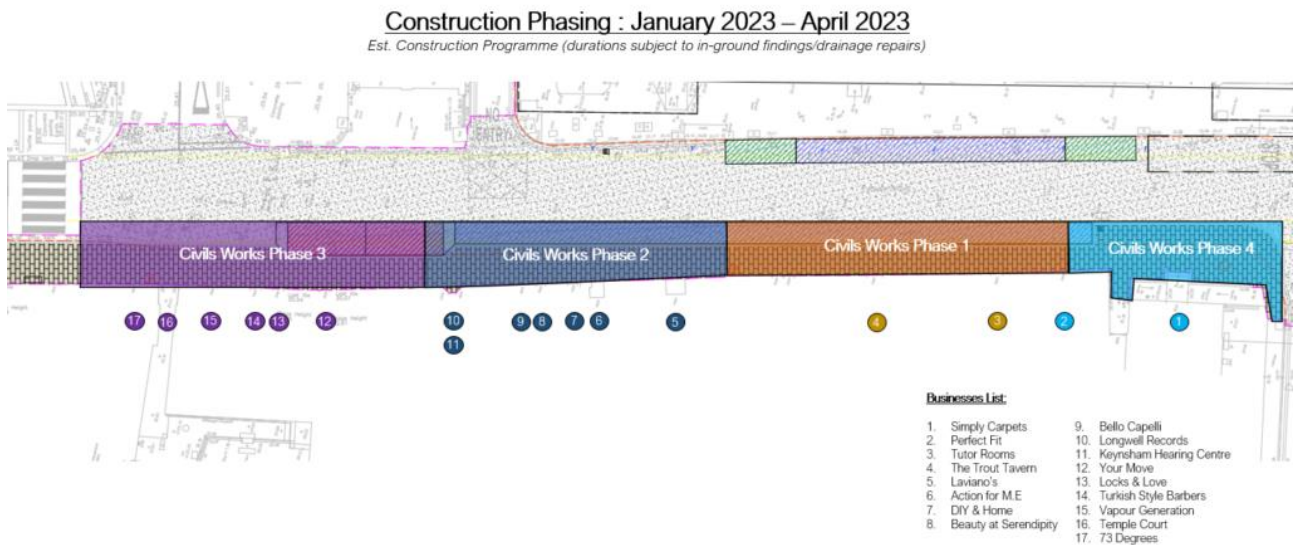 Construction Phasing : January 2023 – April 2023
Est. Construction Programme (durations subject to in-ground findings/drainage repairs)
ENTRY
Civils Works Phase 3
Civils Works Phase 2
Civils Works Phase 1
Civils Works Phase 4
17 16 15 14 13 12 10 9 8 7 6 5 4 3 2 1
11
Businesses List:
1. Simply Carpets
2. Perfect Fit
3. Tutor Rooms
4. The Trout Tavern
5. Laviano's
6. Action for M.E
7. DIY & Home
8. Beauty at Serendipity
9. Bello Capelli
10. Longwell Records
11. Keynsham Hearing Centre
12. Your Move
13. Locks & Love
14. Turkish Style Barbers
15. Vapour Generation
16. Temple Court
17. 73 Degrees